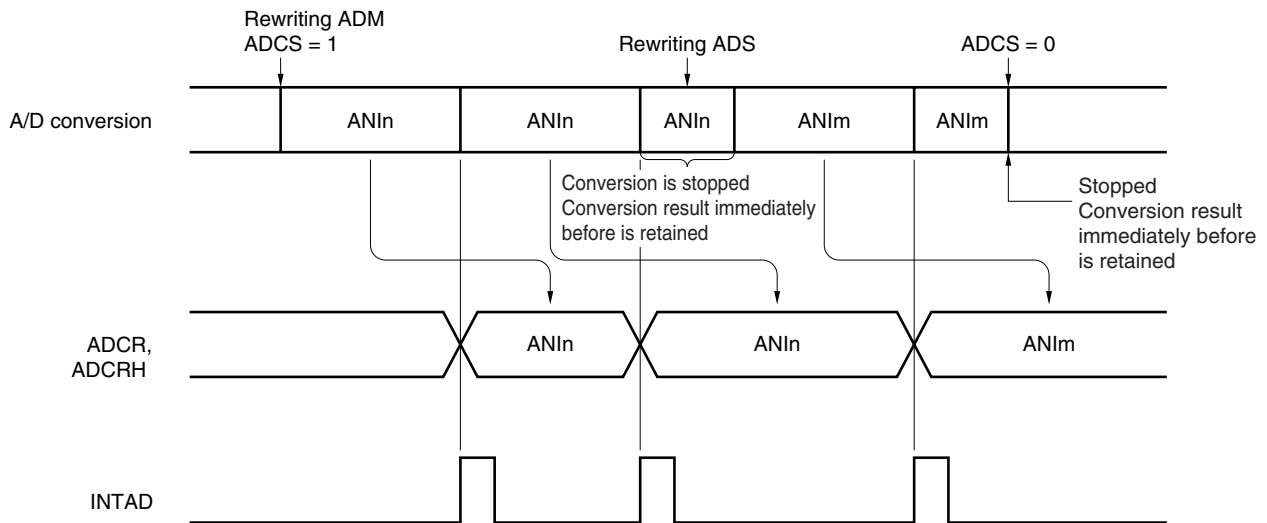 Rewriting ADM
ADCS = 1
Rewriting ADS
ADCS = 0
A/D conversion
ANIn
ANIn
ANIn
ANIm
ANIm
Conversion is stopped
Conversion result immediately
before is retained
Stopped
Conversion result
immediately before
is retained
ADCR,
ADCRH
ANIn
ANIn
ANIm
INTAD